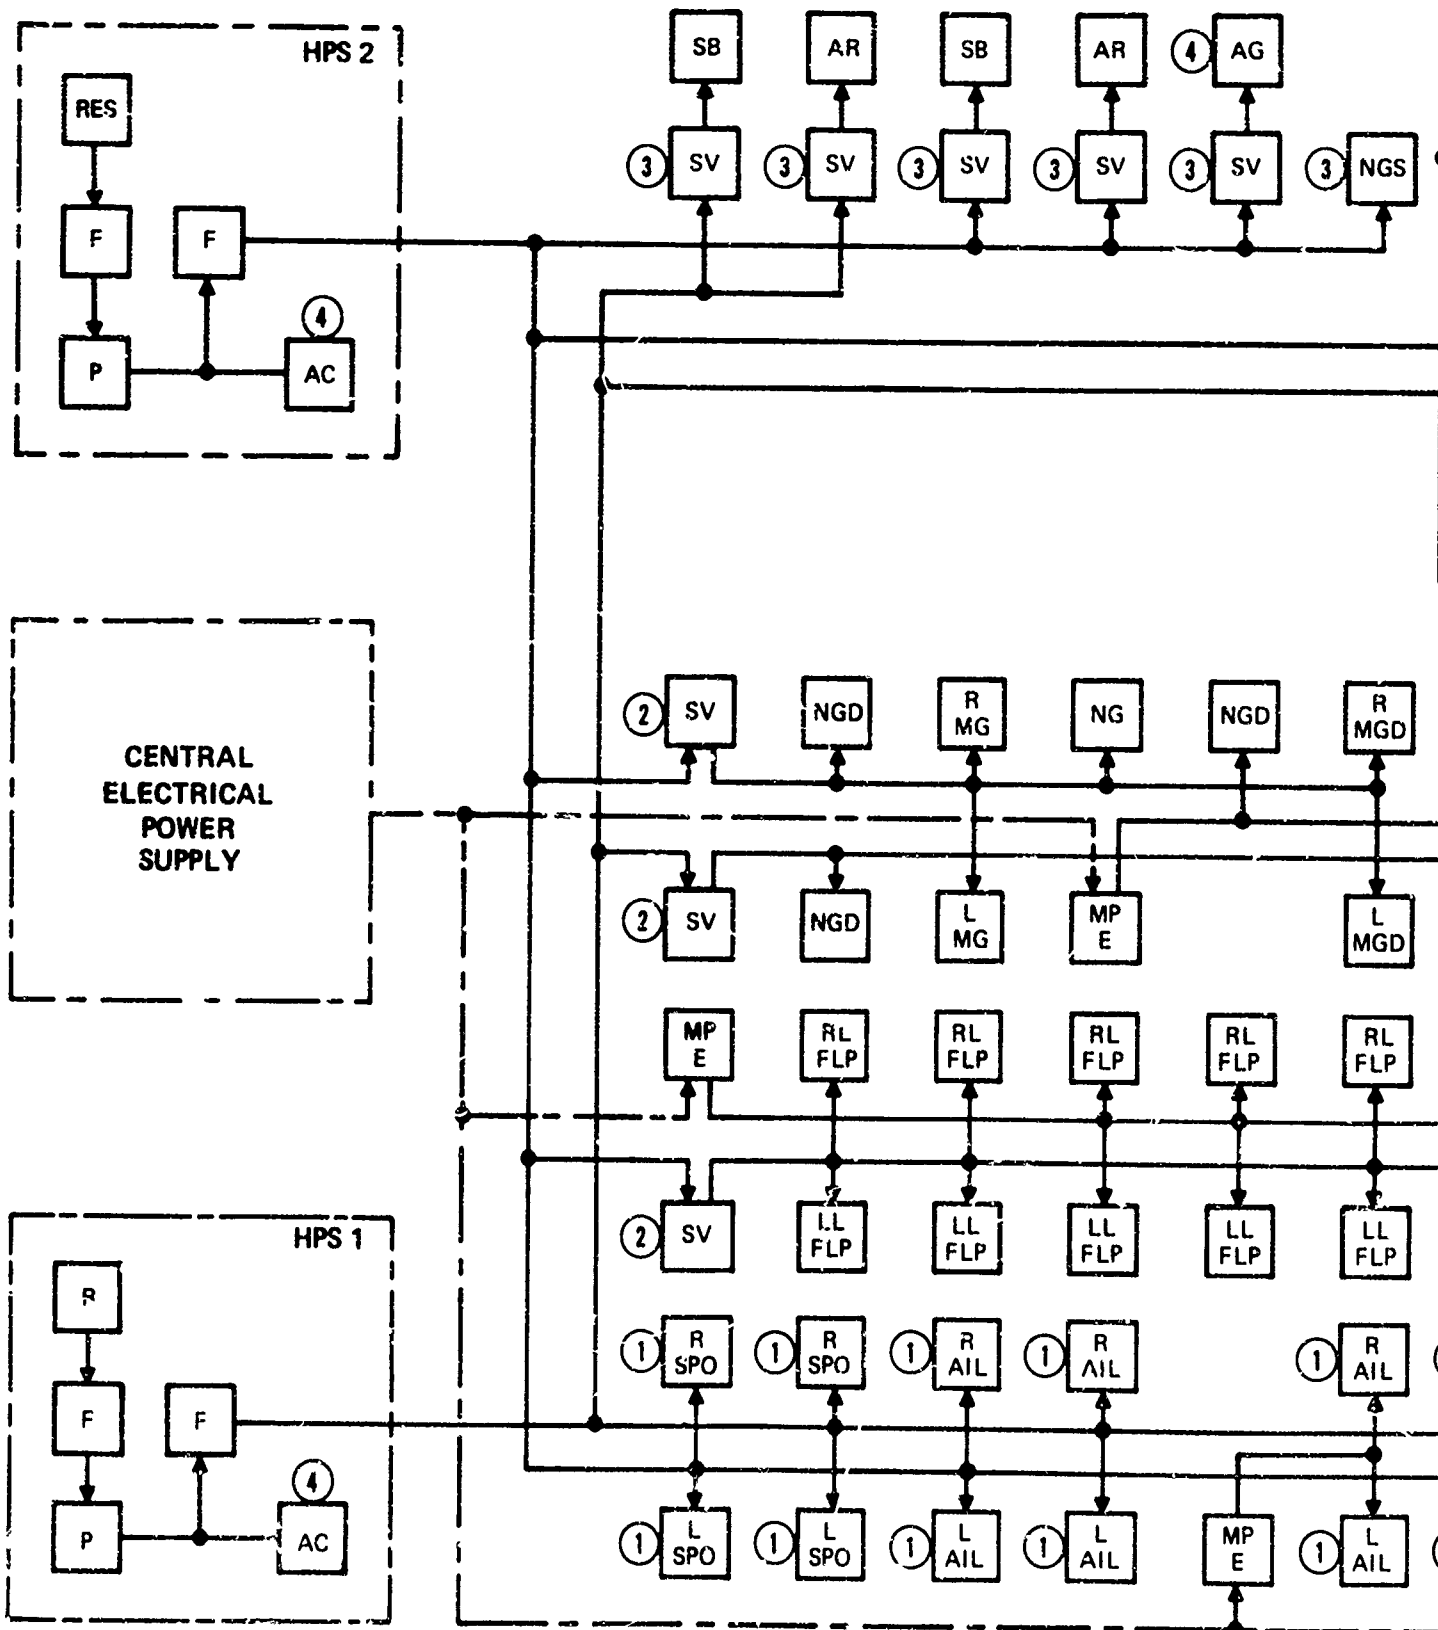 HPS 2
RES
F
F
P
4
AC
SB
AR
SB
AR
4 AG
3 SV
3 SV
3 SV
3 SV
3 SV
3 NGS
CENTRAL
ELECTRICAL
POWER
SUPPLY
2 SV
NGD
R
MG
NG
NGD
R
MGD
2 SV
NGD
L
MG
MP
E
L
MGD
MP
E
RL
FLP
RL
FLP
RL
FLP
RL
FLP
RL
FLP
2 SV
LL
FLP
LL
FLP
LL
FLP
LL
FLP
LL
FLP
HPS 1
R
F
F
P
4
AC
1 R
SPO
1 R
SPO
1 R
AIL
1 R
AIL
1 R
AIL
1 L
SPO
1 L
SPO
1 L
AIL
1 L
AIL
MP
E
1 L
AIL